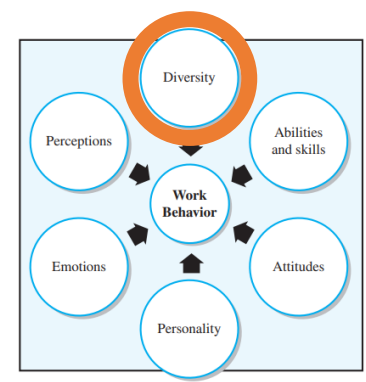 Diversity
Perceptions
Abilities
and skills
Work
Behavior
Emotions
Attitudes
Personality